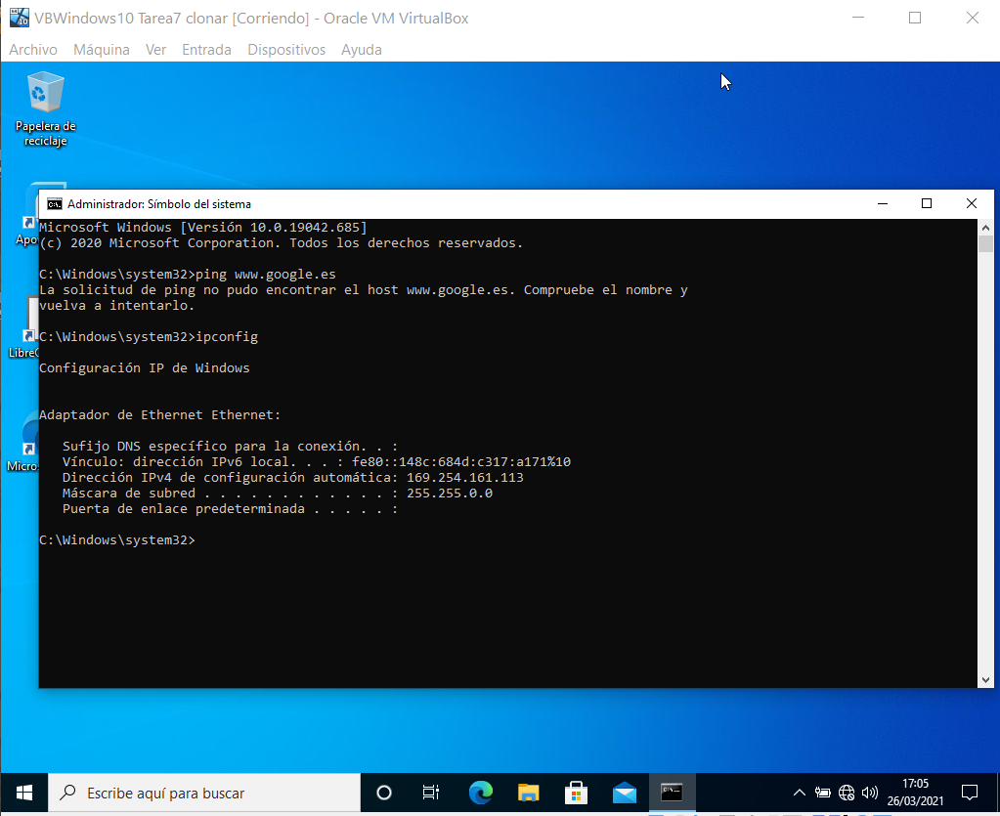 VBWindows10 Tarea7 clonar [Corriendo] - Oracle VM VirtualBox
Archivo Máquina Ver Entrada Dispositivos Ayuda
Papelera de
reciclaje
Administrador: Símbolo del sistema
Microsoft Windows [Versión 10.0.19042.685]
(c) 2020 Microsoft Corporation. Todos los derechos reservados.
C:\Windows\system32>ping www.google.es
La solicitud de ping no pudo encontrar el host www.google.es. Compruebe el nombre y
vuelva a intentarlo.
C:\Windows\system32>ipconfig
Configuración IP de Windows
Adaptador de Ethernet Ethernet:
Sufijo DNS específico para la conexión. . :
Vínculo: dirección IPv6 local. . . : fe80::148c:684d:c317:a171%10
Dirección IPv4 de configuración automática: 169.254.161.113
Máscara de subred . . . . . . . . . . . . : 255.255.0.0
Puerta de enlace predeterminada . . . . . :
C:\Windows\system32>
Escribe aquí para buscar
17:05
26/03/2021